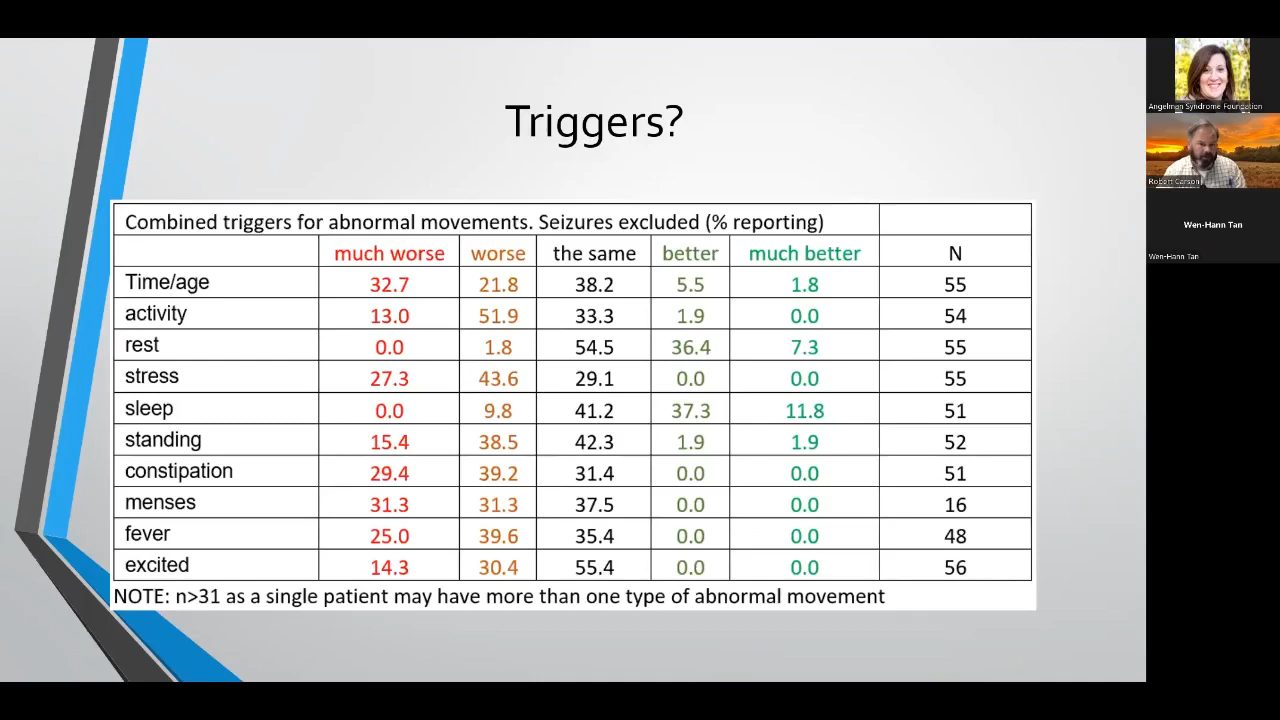 Triggers?
Combined triggers for abnormal movements. Seizures excluded (% reporting)
much worse worse the same better much better N
Time/age 32.7 21.8 38.2 5.5 1.8 55
activity 13.0 51.9 33.3 1.9 0.0 54
rest 0.0 1.8 54.5 36.4 7.3 55
stress 27.3 43.6 29.1 0.0 0.0 55
sleep 0.0 9.8 41.2 37.3 11.8 51
standing 15.4 38.5 42.3 1.9 1.9 52
constipation 29.4 39.2 31.4 0.0 0.0 51
menses 31.3 31.3 37.5 0.0 0.0 16
fever 25.0 39.6 35.4 0.0 0.0 48
excited 14.3 30.4 55.4 0.0 0.0 56
NOTE: n>31 as a single patient may have more than one type of abnormal movement
Angelman Syndrome Foundation
Robert Carson
Wen-Hann Tan
Wen-Hann Tan